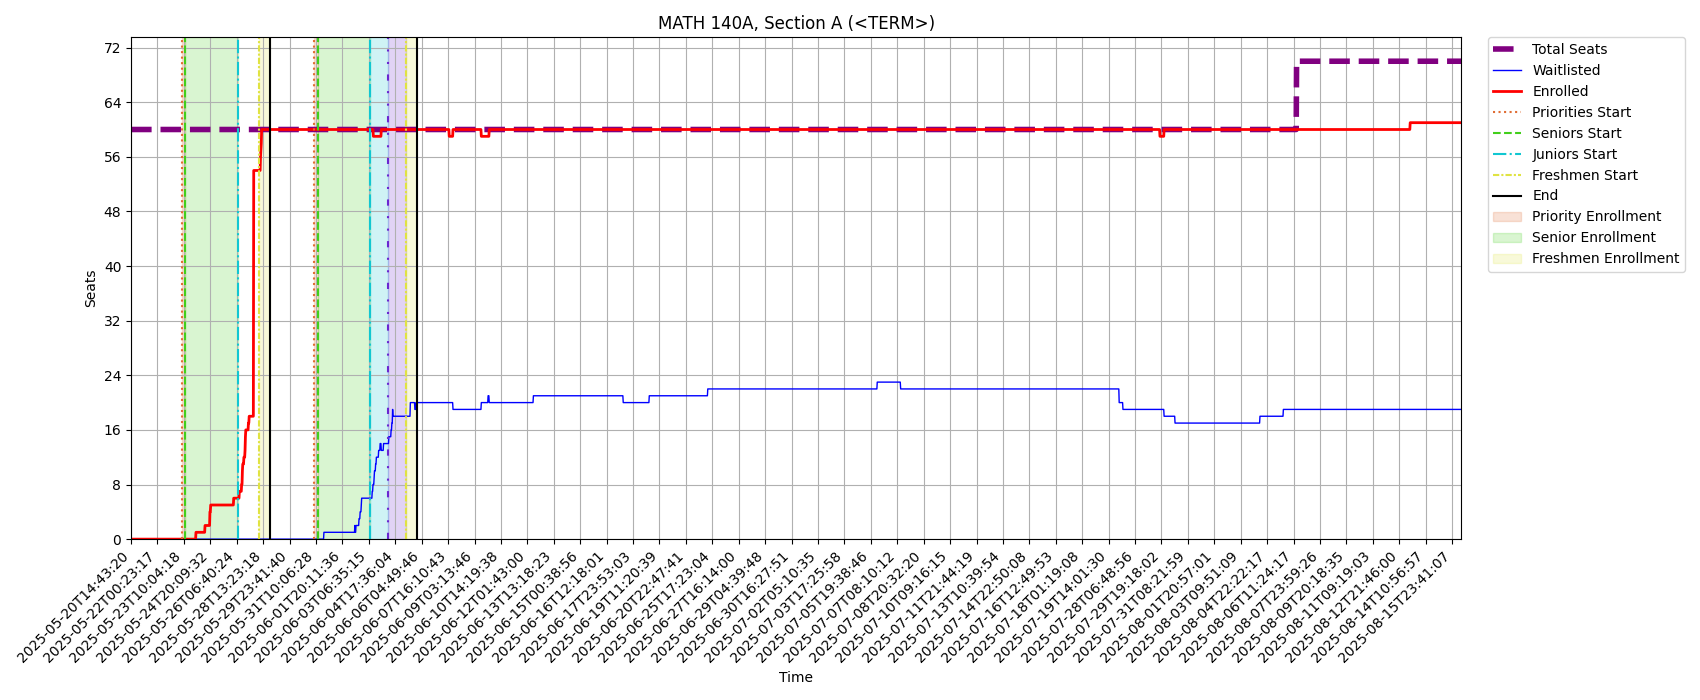 MATH 140A, Section A (<TERM>)
Seats
72
64
56
48
40
32
24
16
8
0
2025-05-20T14:43:20
2025-05-22T00:23:17
2025-05-23T10:04:18
2025-05-24T20:09:32
2025-05-26T06:40:24
2025-05-28T13:23:18
2025-05-29T23:41:40
2025-05-31T10:06:28
2025-06-01T20:11:36
2025-06-03T06:35:15
2025-06-04T17:36:04
2025-06-06T04:49:46
2025-06-07T16:10:43
2025-06-09T03:13:46
2025-06-10T14:19:38
2025-06-12T01:43:00
2025-06-13T13:18:23
2025-06-15T00:38:56
2025-06-16T12:18:01
2025-06-17T23:53:03
2025-06-19T11:20:39
2025-06-20T22:47:41
2025-06-25T17:23:04
2025-06-27T16:14:00
2025-06-29T04:39:48
2025-06-30T16:27:51
2025-07-02T05:10:35
2025-07-03T17:25:58
2025-07-05T19:38:46
2025-07-07T08:10:12
2025-07-08T20:32:20
2025-07-10T09:16:15
2025-07-11T21:44:19
2025-07-13T10:39:54
2025-07-14T22:50:08
2025-07-16T12:49:53
2025-07-18T01:19:08
2025-07-19T14:01:30
2025-07-28T06:48:56
2025-07-29T19:18:02
2025-07-31T08:21:59
2025-08-01T20:57:01
2025-08-03T09:51:09
2025-08-04T22:22:17
2025-08-06T11:24:17
2025-08-07T23:59:26
2025-08-09T20:18:35
2025-08-11T09:19:03
2025-08-12T21:46:00
2025-08-14T10:56:57
2025-08-15T23:41:07
Time
Total Seats
Waitlisted
Enrolled
Priorities Start
Seniors Start
Juniors Start
Freshmen Start
End
Priority Enrollment
Senior Enrollment
Freshmen Enrollment